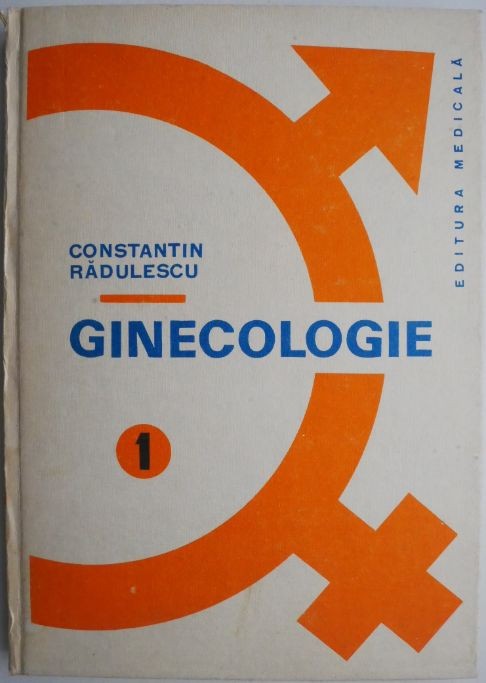 CONSTANTIN
RĂDULESCU
GINECOLOGIE
1
EDITURA MEDICALĂ